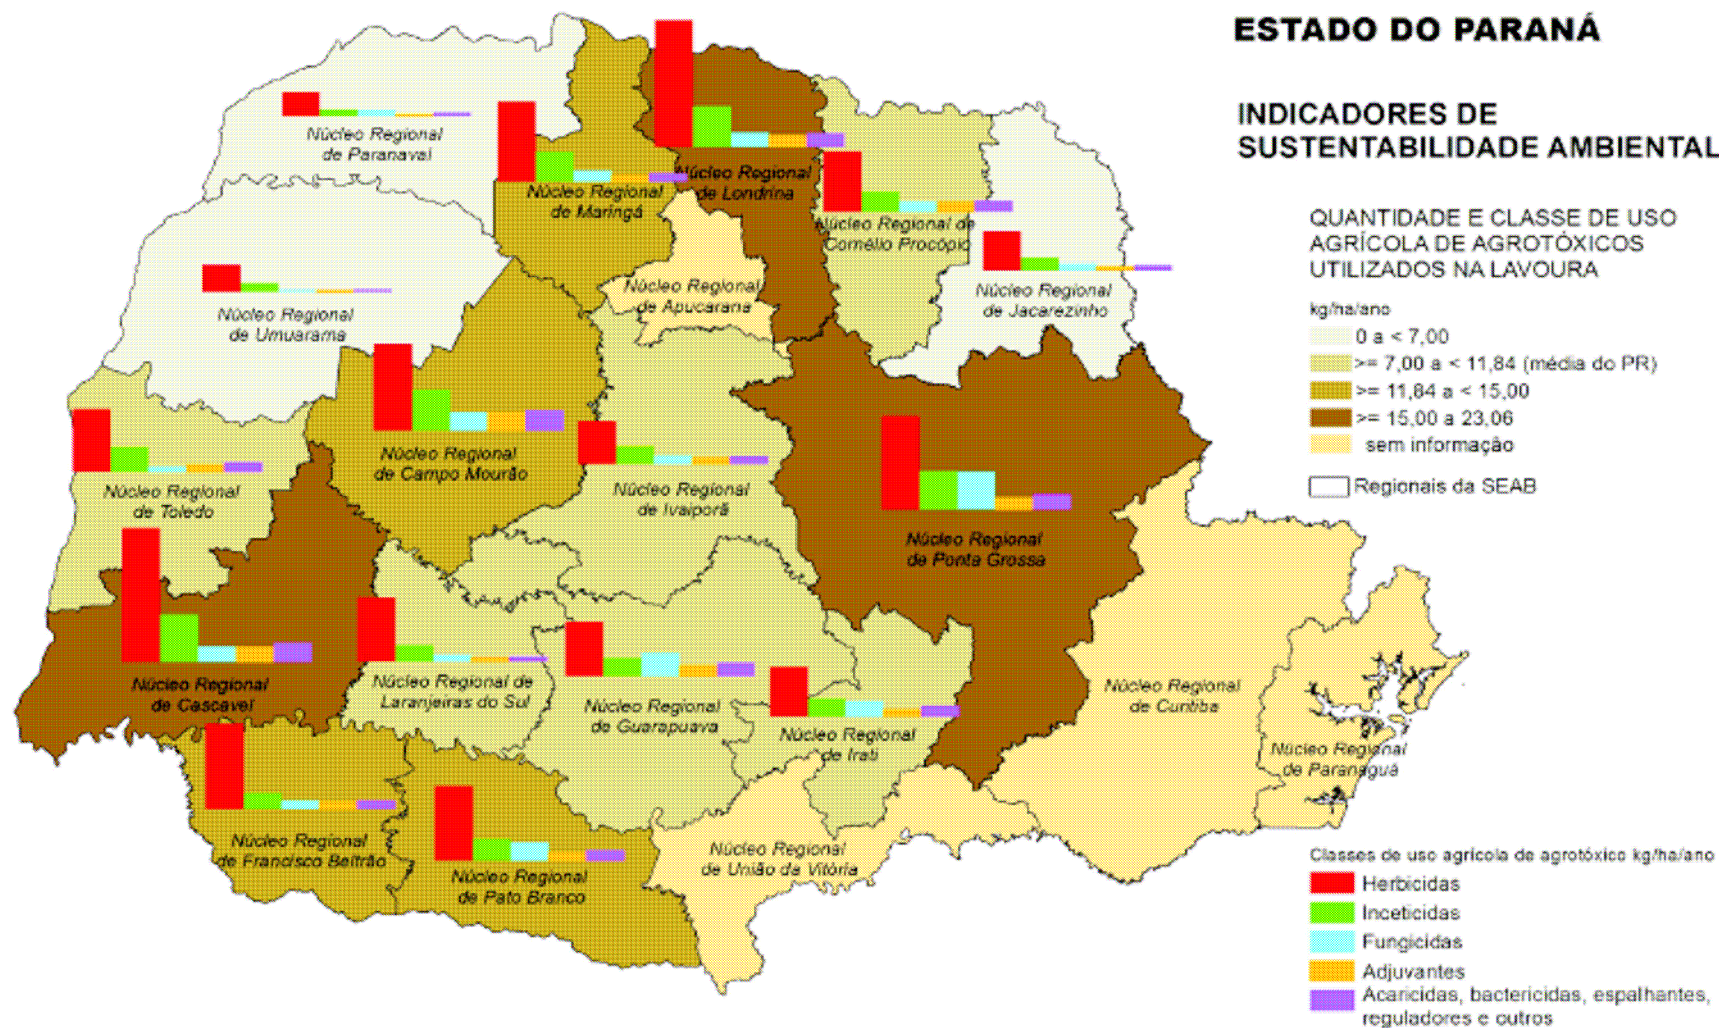 ESTADO DO PARANÁ
INDICADORES DE
SUSTENTABILIDADE AMBIENTAL
QUANTIDADE E CLASSE DE USO
AGRÍCOLA DE AGROTÓXICOS
UTILIZADOS NA LAVOURA
kg/ha/ano
0 a < 7,00
>= 7,00 a < 11,84 (média do PR)
>= 11,84 a < 15,00
>= 15,00 a 23,06
sem informação
Regionais da SEAB
Núcleo Regional
de Paranavaí
Núcleo Regional
de Maringá
Núcleo Regional
de Londrina
Núcleo Regional de
Cornélio Procópio
Núcleo Regional
de Jacarezinho
Núcleo Regional
de Apucarana
Núcleo Regional
de Umuarama
Núcleo Regional
de Campo Mourão
Núcleo Regional
de Toledo
Núcleo Regional
de Ivaiporã
Núcleo Regional
de Ponta Grossa
Núcleo Regional
de Cascavel
Núcleo Regional de
Laranjeiras do Sul
Núcleo Regional
de Guarapuava
Núcleo Regional
de Irati
Núcleo Regional
de Curitiba
Núcleo Regional
de Paranaguá
Núcleo Regional
de Francisco Beltrão
Núcleo Regional
de Pato Branco
Núcleo Regional
de União da Vitória
Classes de uso agrícola de agrotóxico kg/ha/ano
Herbicidas
Inceticidas
Fungicidas
Adjuvantes
Acaricidas, bactericidas, espalhantes,
reguladores e outros